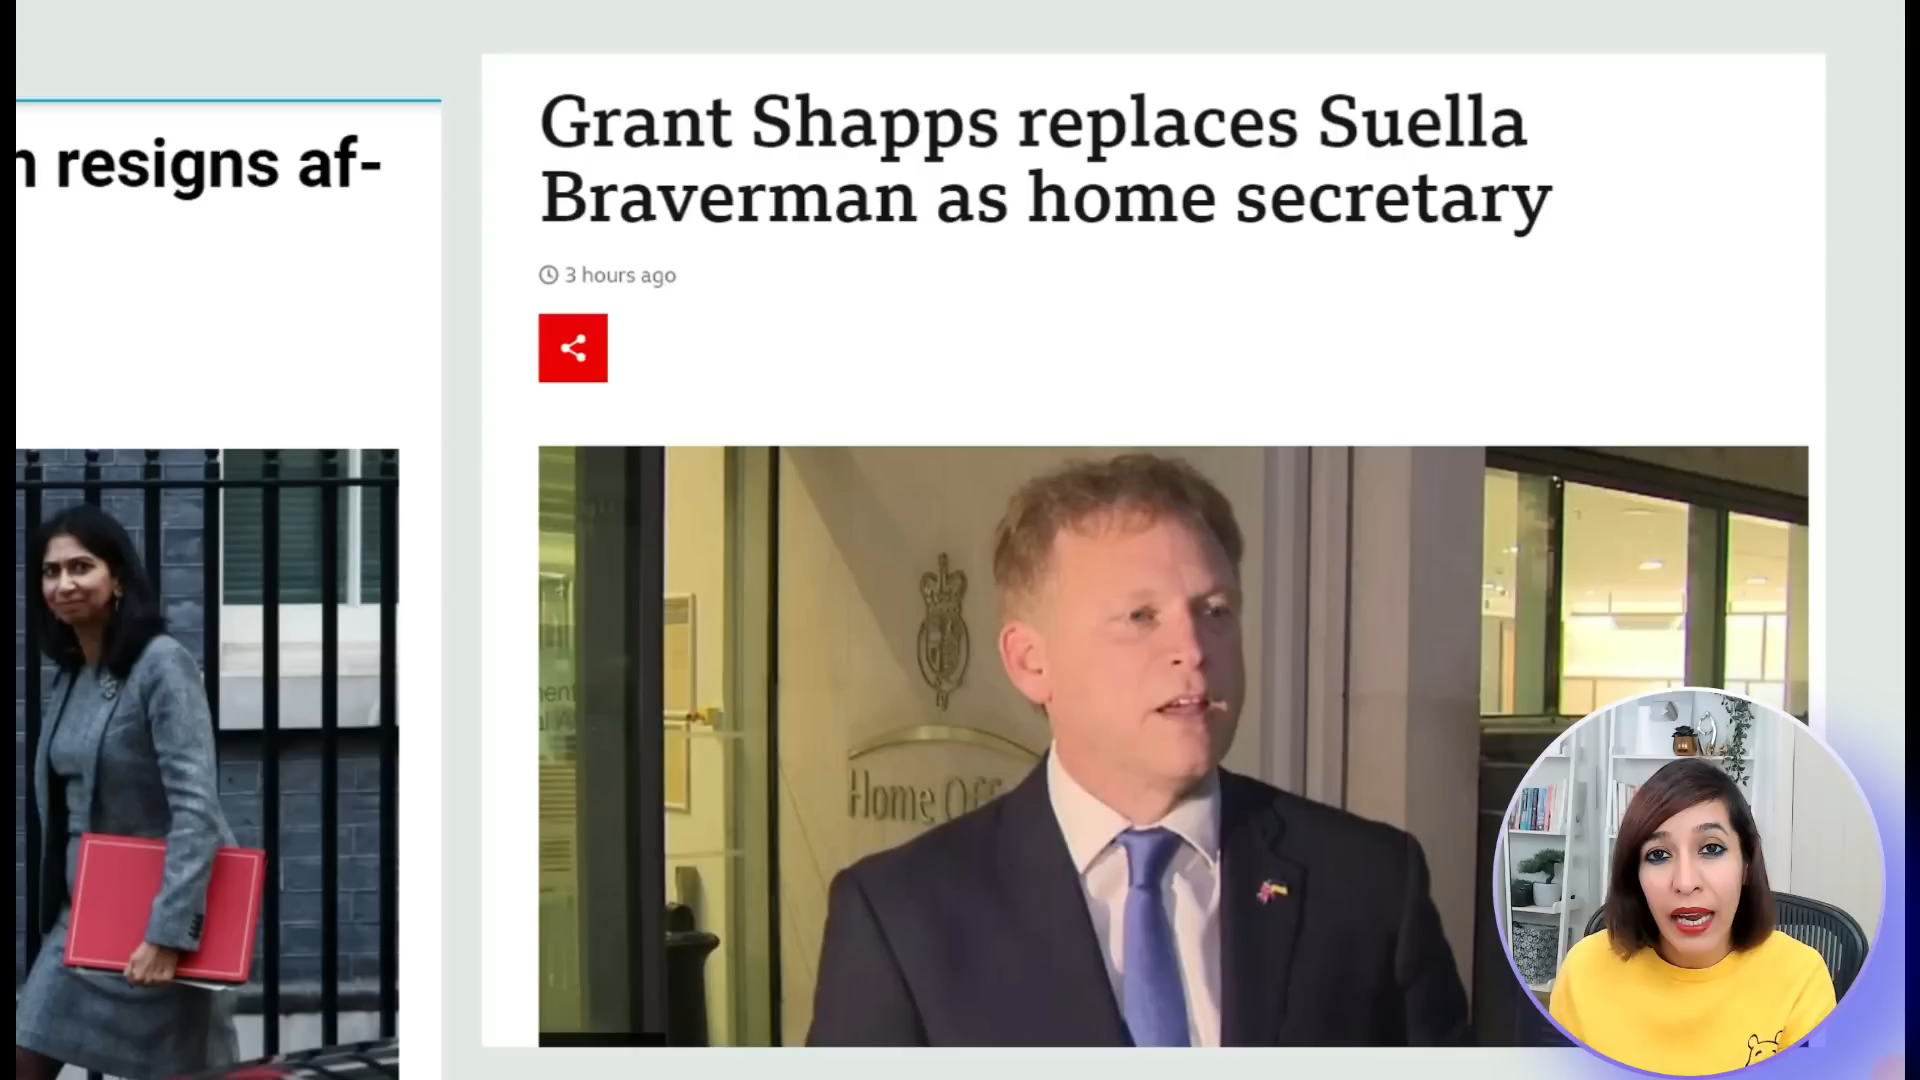 resigns af-
Grant Shapps replaces Suella
Braverman as home secretary
3 hours ago
Home Off